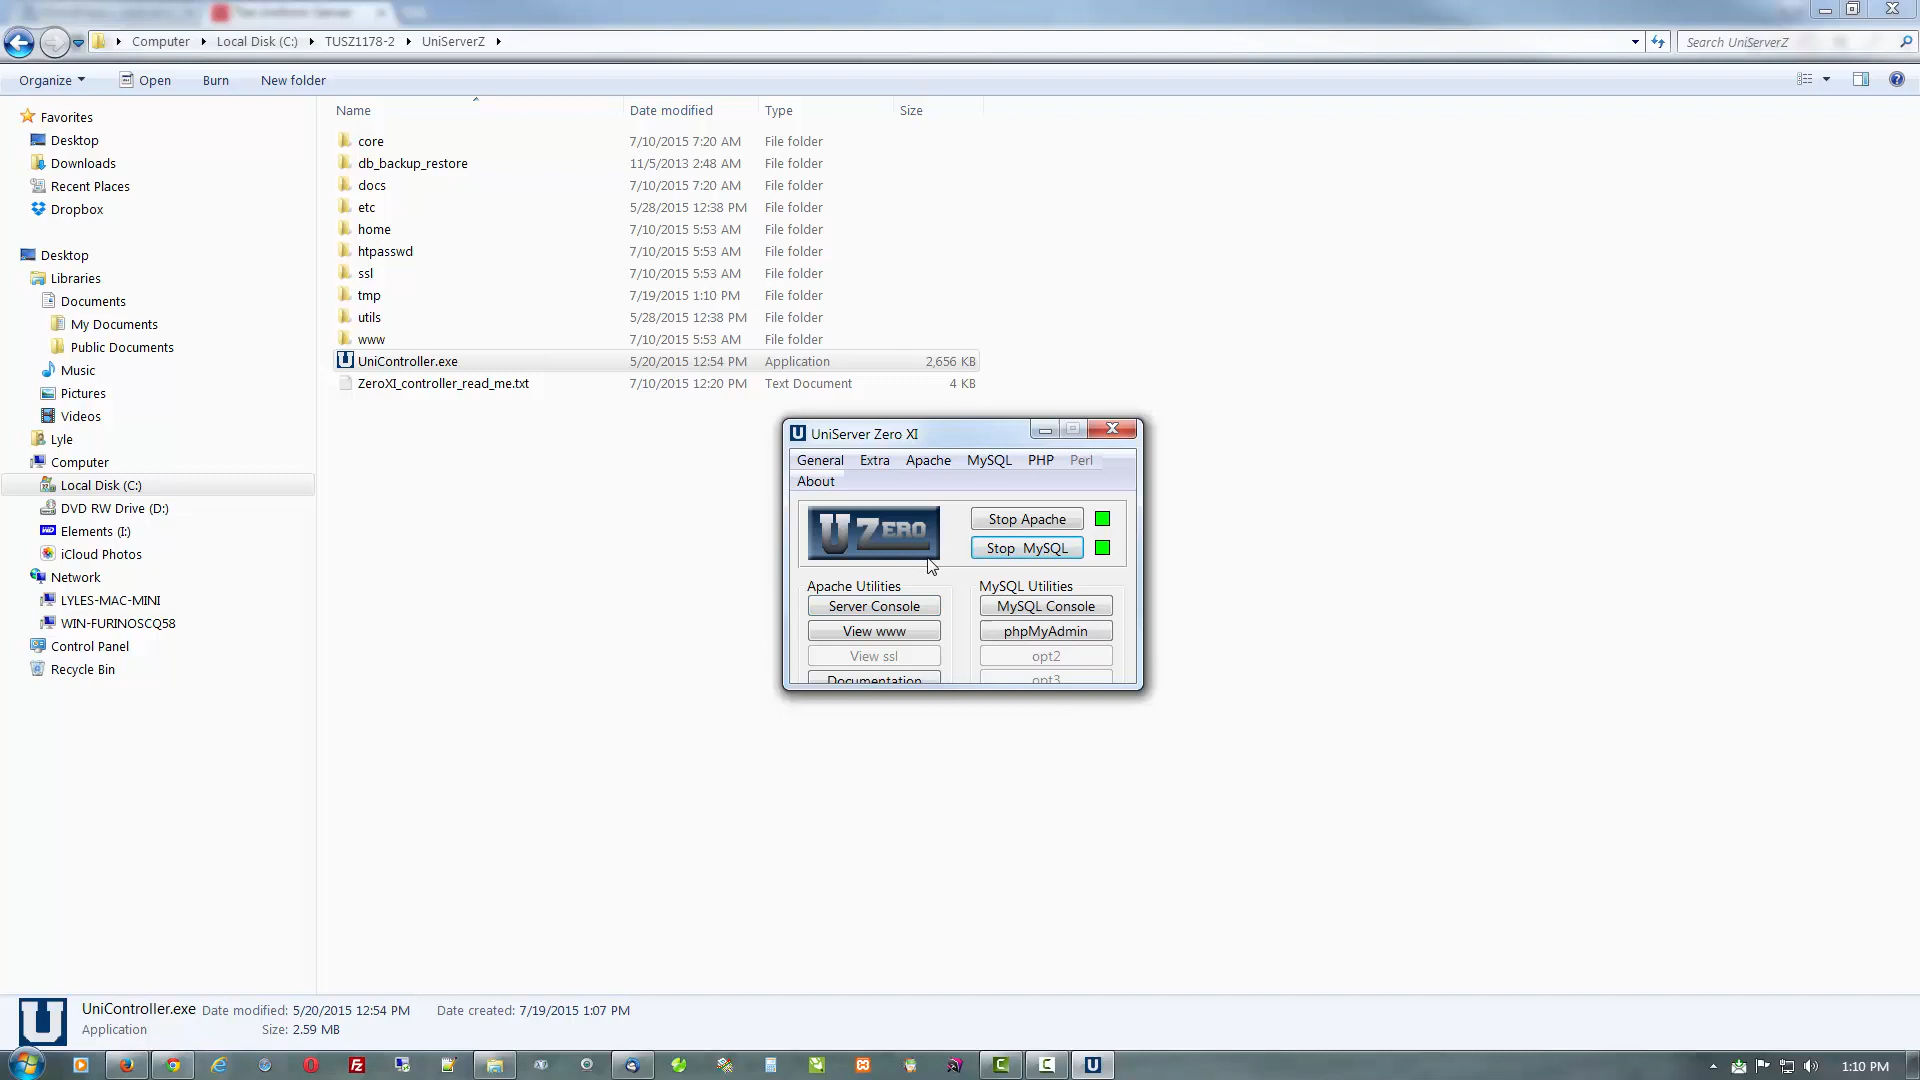 Computer
Local Disk (C:)
TUSZ1178-2
UniServerZ
Search UniServerZ
Organize
Open
Burn
New folder
Name
Date modified
Type
Size
Favorites
Desktop
Downloads
Recent Places
Dropbox
Desktop
Libraries
Documents
My Documents
Public Documents
Music
Pictures
Videos
Lyle
Computer
Local Disk (C:)
DVD RW Drive (D:)
Elements (I:)
iCloud Photos
Network
LYLES-MAC-MINI
WIN-FURINOSCQ58
Control Panel
Recycle Bin
core 7/10/2015 7:20 AM File folder
db_backup_restore 11/5/2013 2:48 AM File folder
docs 7/10/2015 7:20 AM File folder
etc 5/28/2015 12:38 PM File folder
home 7/10/2015 5:53 AM File folder
htpasswd 7/10/2015 5:53 AM File folder
ssl 7/10/2015 5:53 AM File folder
tmp 7/19/2015 1:10 PM File folder
utils 5/28/2015 12:38 PM File folder
www 7/10/2015 5:53 AM File folder
UniController.exe 5/20/2015 12:54 PM Application 2,656 KB
ZeroXI_controller_read_me.txt 7/10/2015 12:20 PM Text Document 4 KB
UniServer Zero XI
General Extra Apache MySQL PHP Perl
About
U ZERO
Stop Apache
Stop MySQL
Apache Utilities
Server Console
View www
View ssl
Documentation
MySQL Utilities
MySQL Console
phpMyAdmin
opt2
opt3
UniController.exe Date modified: 5/20/2015 12:54 PM Date created: 7/19/2015 1:07 PM
Application Size: 2.59 MB
1:10 PM